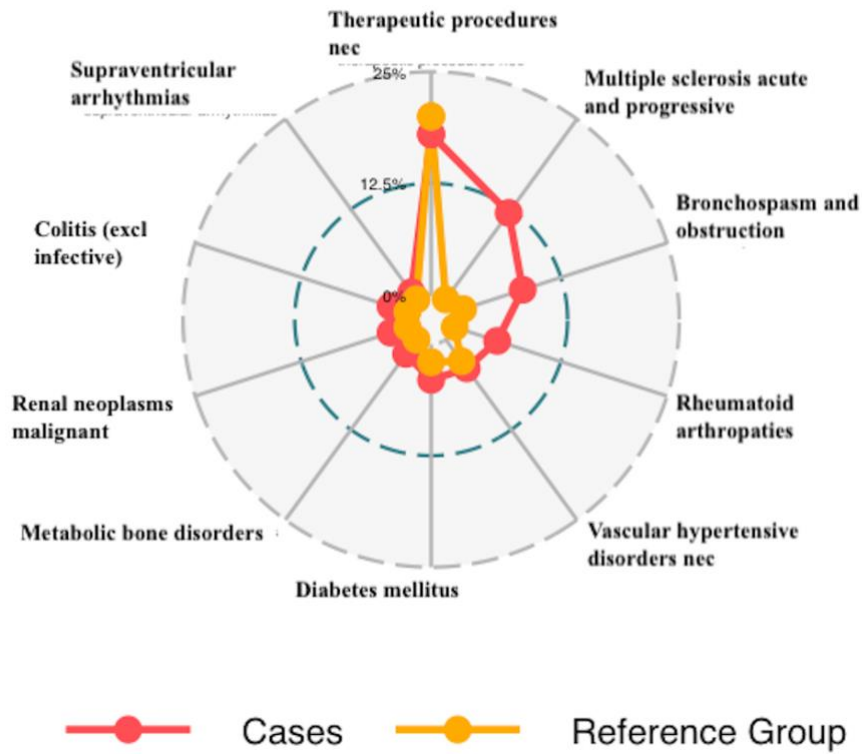 Therapeutic procedures
nec
25%
Supraventricular
arrhythmias
Multiple sclerosis acute
and progressive
12.5%
Bronchospasm and
obstruction
Colitis (excl
infective)
0%
Renal neoplasms
malignant
Rheumatoid
arthropaties
Metabolic bone disorders
Vascular hypertensive
disorders nec
Diabetes mellitus
Cases
Reference Group